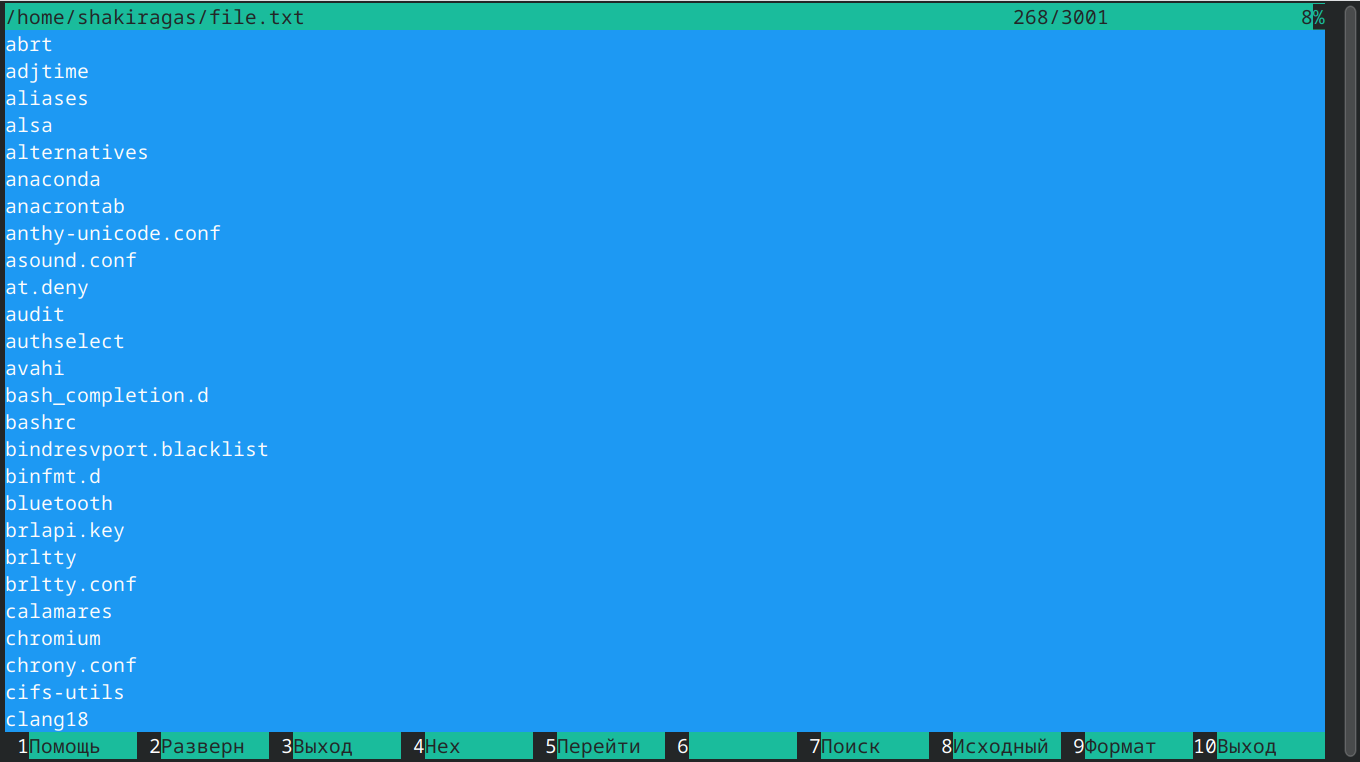 /home/shakiragas/file.txt 268/3001 8%
abrt
adjtime
aliases
alsa
alternatives
anaconda
anacrontab
anthy-unicode.conf
asound.conf
at.deny
audit
authselect
avahi
bash_completion.d
bashrc
bindresvport.blacklist
binfmt.d
bluetooth
brlapi.key
brltty
brltty.conf
calamares
chromium
chrony.conf
cifs-utils
clang18
1Помощь 2Разверн 3Выход 4Hex 5Перейти 6 7Поиск 8Исходный 9Формат 10Выход